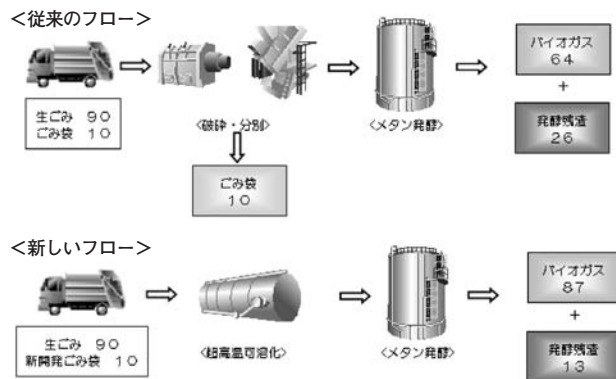 <従来のフロー>
生ごみ 90
ごみ袋 10
<破砕・分別>
ごみ袋
10
<メタン発酵>
バイオガス
64
+
発酵残渣
26
<新しいフロー>
生ごみ 90
新開発ごみ袋 10
<超高温可溶化>
<メタン発酵>
バイオガス
87
+
発酵残渣
13